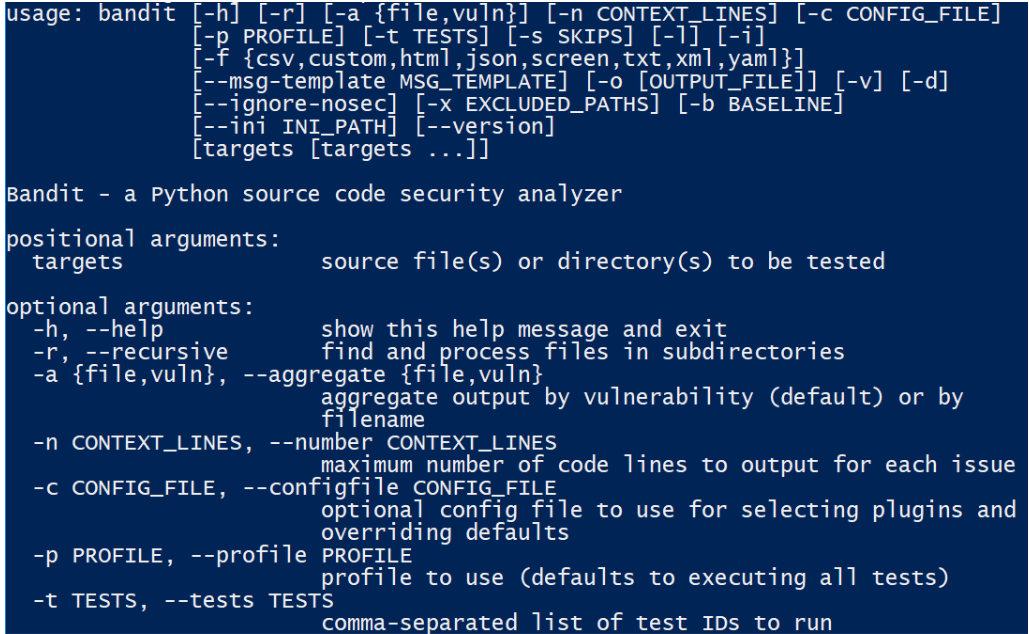 usage: bandit [-h] [-r] [-a {file,vuln}] [-n CONTEXT_LINES] [-c CONFIG_FILE]
[-p PROFILE] [-t TESTS] [-s SKIPS] [-l] [-i]
[-f {csv,custom,html,json,screen,txt,xml,yaml}]
[--msg-template MSG_TEMPLATE] [-o [OUTPUT_FILE]] [-v] [-d]
[--ignore-nosec] [-x EXCLUDED_PATHS] [-b BASELINE]
[--ini INI_PATH] [--version]
[targets [targets ...]]
Bandit - a Python source code security analyzer
positional arguments:
targets source file(s) or directory(s) to be tested
optional arguments:
-h, --help show this help message and exit
-r, --recursive find and process files in subdirectories
-a {file,vuln}, --aggregate {file,vuln}
aggregate output by vulnerability (default) or by
filename
-n CONTEXT_LINES, --number CONTEXT_LINES
maximum number of code lines to output for each issue
-c CONFIG_FILE, --configfile CONFIG_FILE
optional config file to use for selecting plugins and
overriding defaults
-p PROFILE, --profile PROFILE
profile to use (defaults to executing all tests)
-t TESTS, --tests TESTS
comma-separated list of test IDs to run